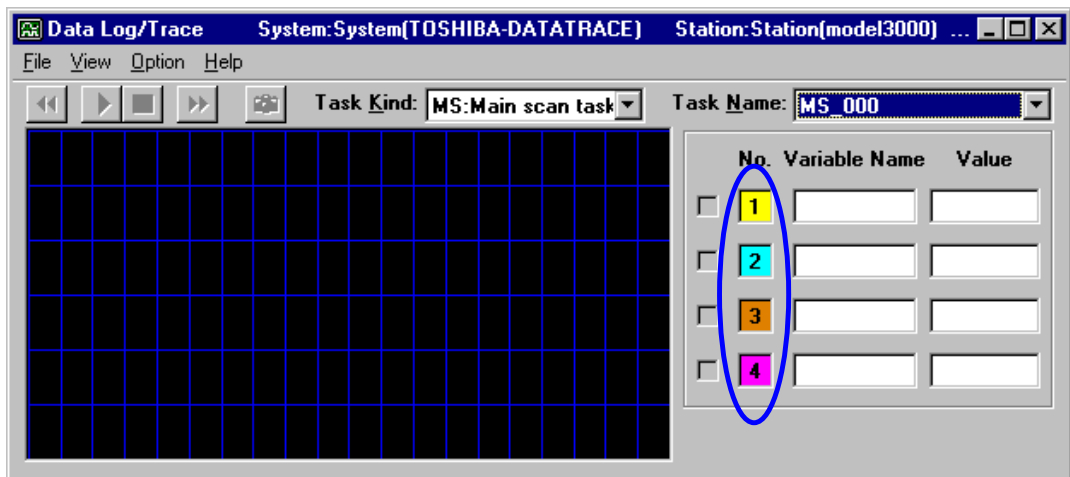 Data Log/Trace System:System(TOSHIBA-DATATRACE) Station:Station(model3000) ...
File View Option Help
Task Kind: MS:Main scan task Task Name: MS_000
No. Variable Name Value
1
2
3
4